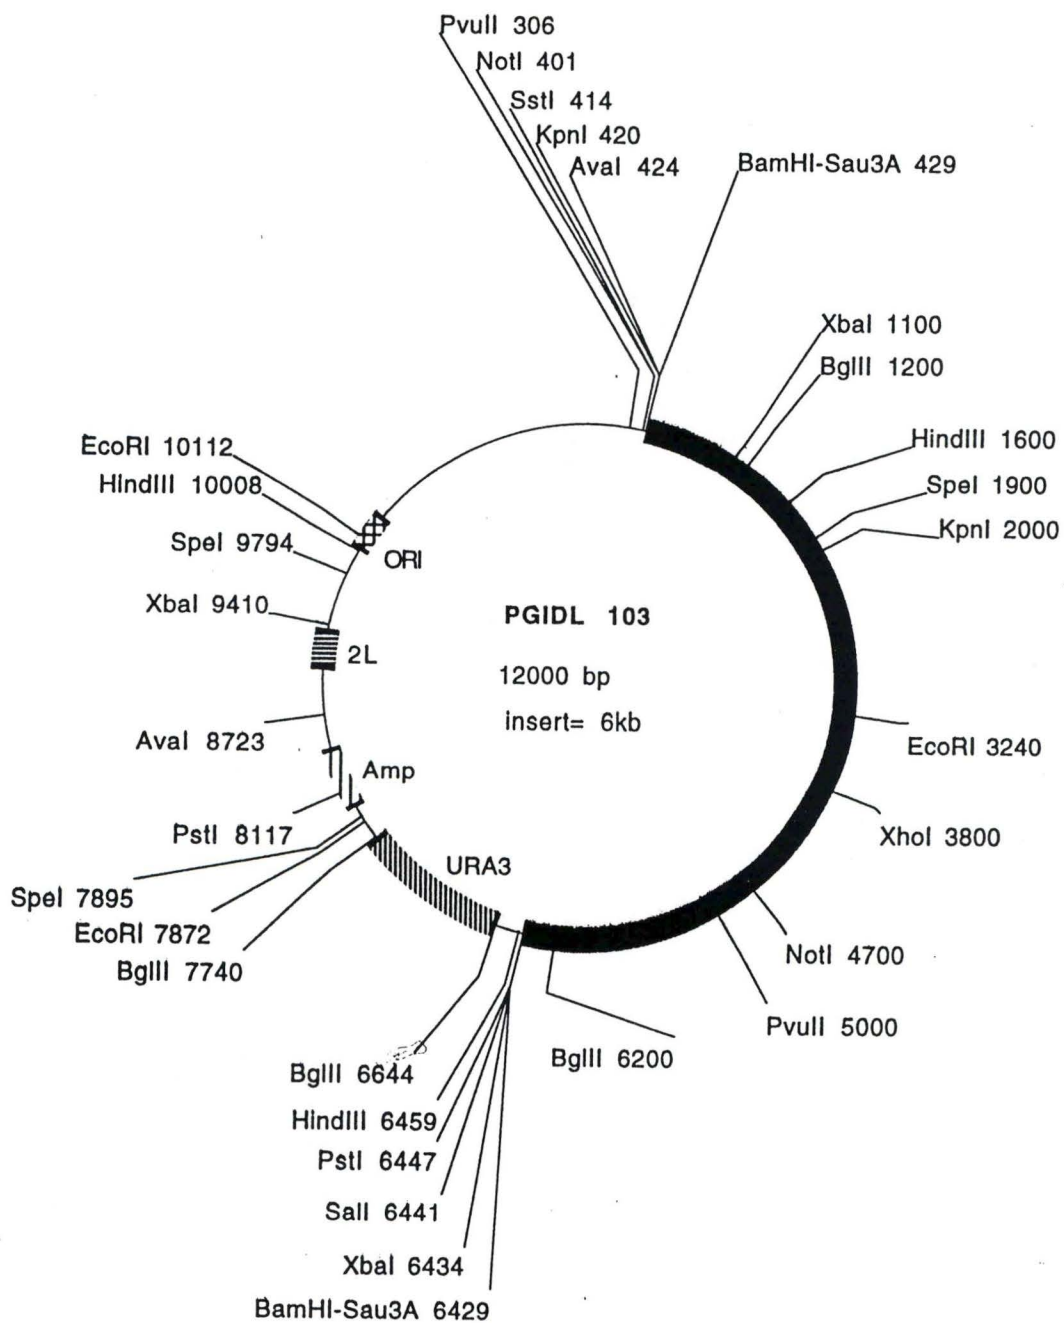 PvuII 306
NotI 401
SstI 414
KpnI 420
AvaI 424
BamHI-Sau3A 429
XbaI 1100
BglII 1200
HindIII 1600
SpeI 1900
KpnI 2000
EcoRI 3240
XhoI 3800
NotI 4700
PvuII 5000
BglII 6200
BamHI-Sau3A 6429
XbaI 6434
SalI 6441
PstI 6447
HindIII 6459
BglII 6644
URA3
BglII 7740
EcoRI 7872
SpeI 7895
PstI 8117
Amp
AvaI 8723
2L
XbaI 9410
SpeI 9794
HindIII 10008
EcoRI 10112
ORI
PGIDL 103
12000 bp
insert= 6kb